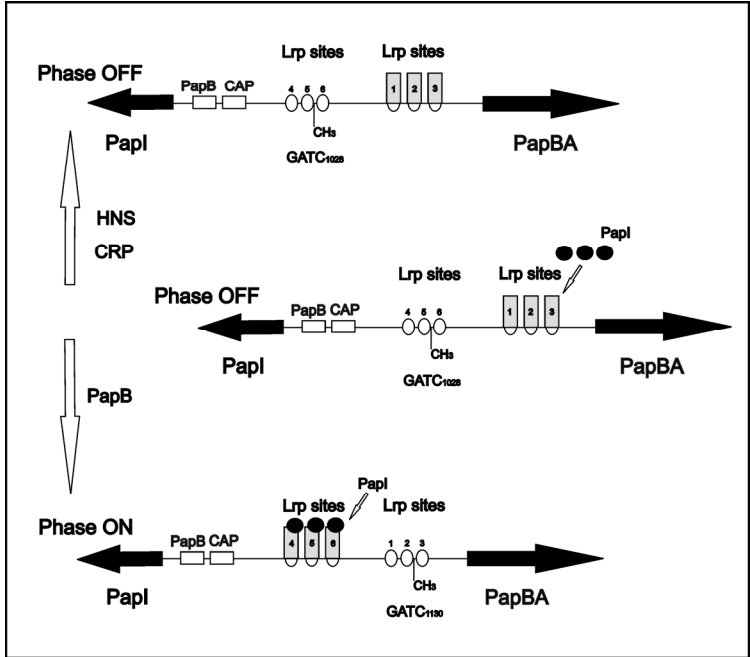 Lrp sites Lrp sites
Phase OFF
PapB CAP
4 5 6
1 2 3
CH₃
PapI
GATC₁₀₂₈
PapBA
HNS
CRP
PapI
Lrp sites Lrp sites
Phase OFF
PapB CAP
4 5 6
1 2 3
CH₃
PapI
GATC₁₀₂₈
PapBA
PapB
PapI
Lrp sites Lrp sites
Phase ON
PapB CAP
4 5 6
1 2 3
CH₃
PapI
GATC₁₁₃₀
PapBA